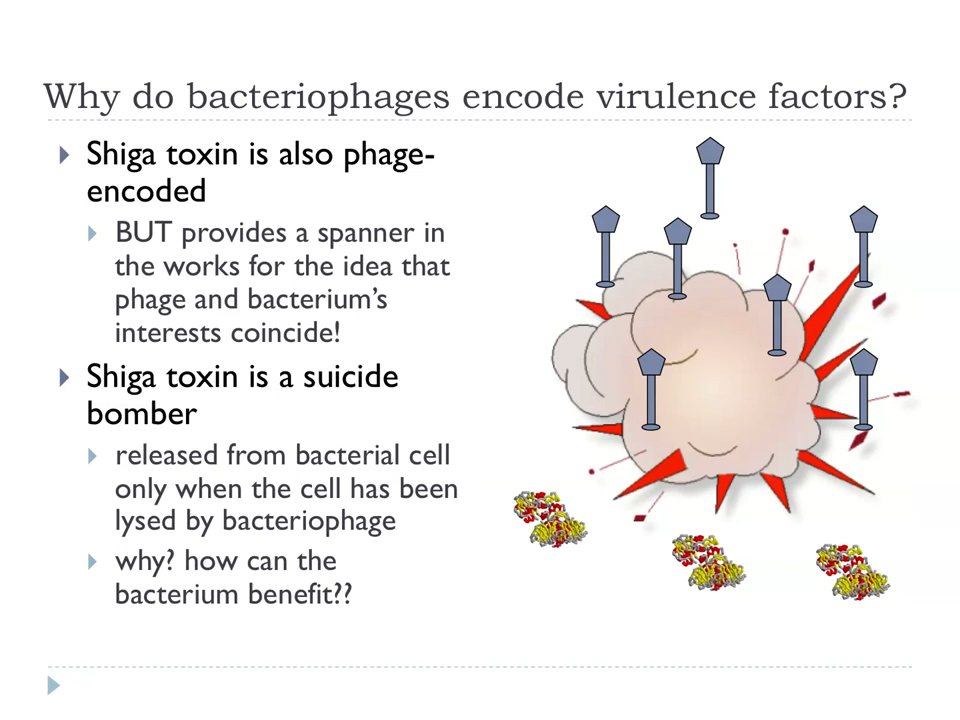 Why do bacteriophages encode virulence factors?
Shiga toxin is also phage-
encoded
BUT provides a spanner in
the works for the idea that
phage and bacterium's
interests coincide!
Shiga toxin is a suicide
bomber
released from bacterial cell
only when the cell has been
lysed by bacteriophage
why? how can the
bacterium benefit??